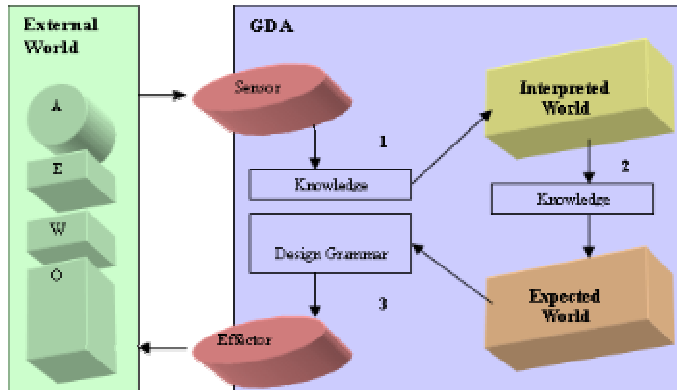 External
World
A
E
W
O
GDA
Sensor
1
Knowledge
Interpreted
World
2
Knowledge
Design Grammar
3
Expected
World
Effector